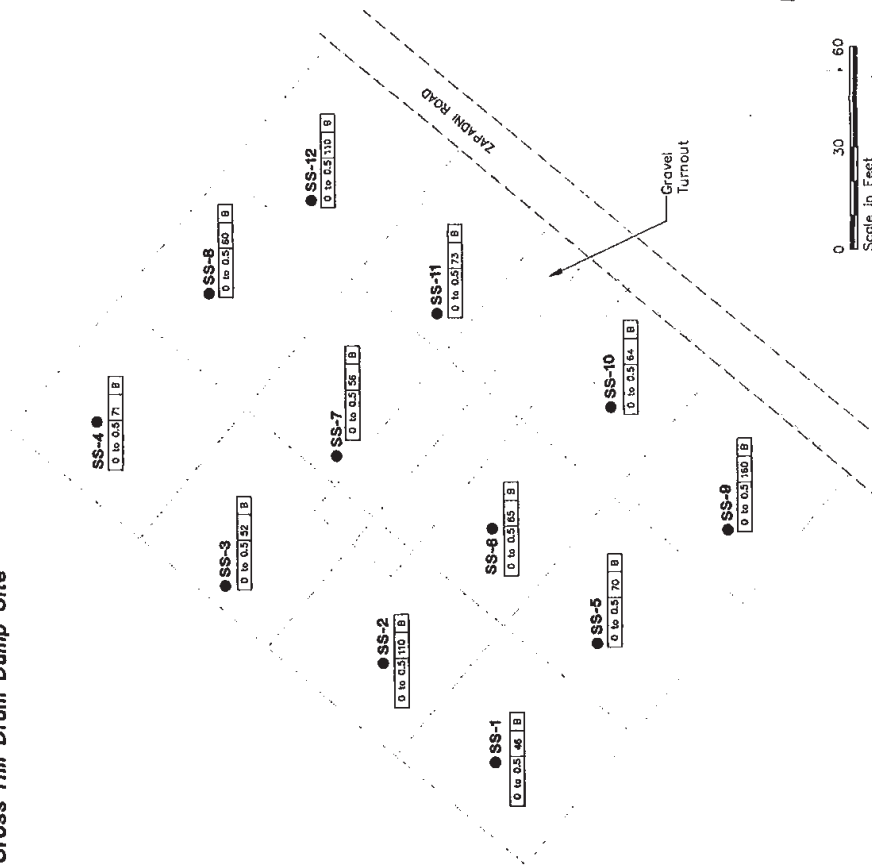 Cross Hill Drum Dump Site
ZAPADNI ROAD
SS-4
0 to 0.5 71 B
SS-8
0 to 0.5 60 B
SS-12
0 to 0.5 110 B
SS-3
0 to 0.5 52 B
SS-7
0 to 0.5 56 B
SS-11
0 to 0.5 73 B
SS-2
0 to 0.5 110 B
SS-6
0 to 0.5 65 B
SS-10
0 to 0.5 64 B
SS-1
0 to 0.5 46 B
SS-5
0 to 0.5 70 B
SS-9
0 to 0.5 160 B
Gravel
Turnout
0 30 60
Scale in Feet